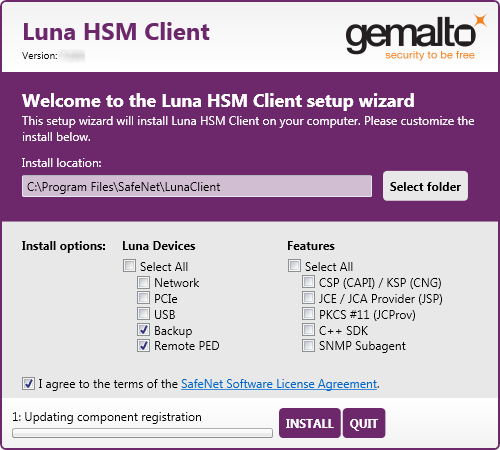 Luna HSM Client
Version:
gemalto
security to be free
Welcome to the Luna HSM Client setup wizard
This setup wizard will install Luna HSM Client on your computer. Please customize the
install below.
Install location:
C:\Program Files\SafeNet\LunaClient
Select folder
Install options:
Luna Devices
Select All
Network
PCIe
USB
Backup
Remote PED
Features
Select All
CSP (CAPI) / KSP (CNG)
JCE / JCA Provider (JSP)
PKCS #11 (JCProv)
C++ SDK
SNMP Subagent
I agree to the terms of the SafeNet Software License Agreement.
1: Updating component registration
INSTALL
QUIT